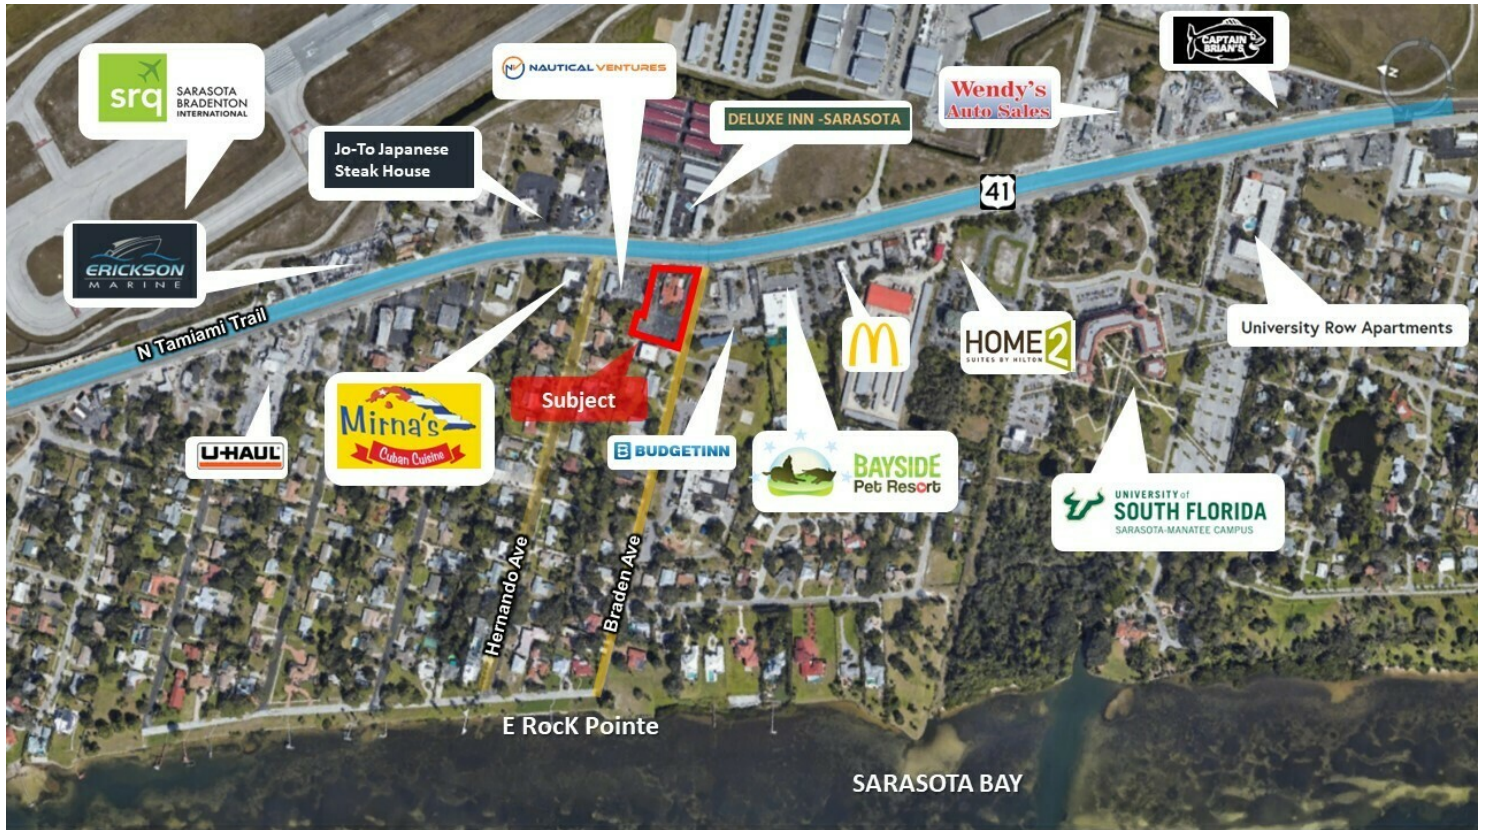 CAPTAIN
BRIAN'S
N
srq
SARASOTA
BRADENTON
INTERNATIONAL
NV NAUTICAL VENTURES
Wendy's
Auto Sales
DELUXE INN -SARASOTA
Jo-To Japanese
Steak House
41
ERICKSON
MARINE
N Tamiami Trail
University Row Apartments
HOME2
SUITES BY HILTON
Subject
Mirna's
Cuban Cuisine
U-HAUL
B BUDGETINN
BAYSIDE
Pet Resort
UNIVERSITY of
SOUTH FLORIDA
SARASOTA-MANATEE CAMPUS
Hernando Ave
Braden Ave
E RocK Pointe
SARASOTA BAY